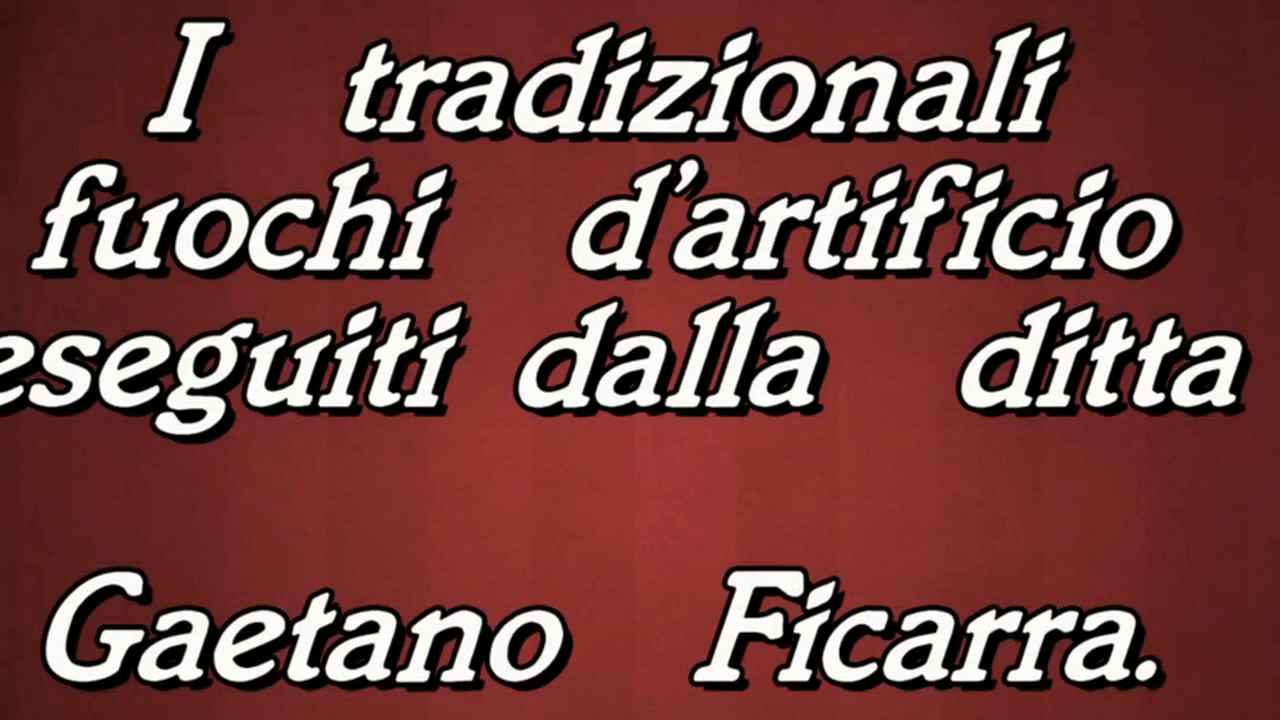 I tradizionali
fuochi d'artificio
eseguiti dalla ditta
Gaetano Ficarra.